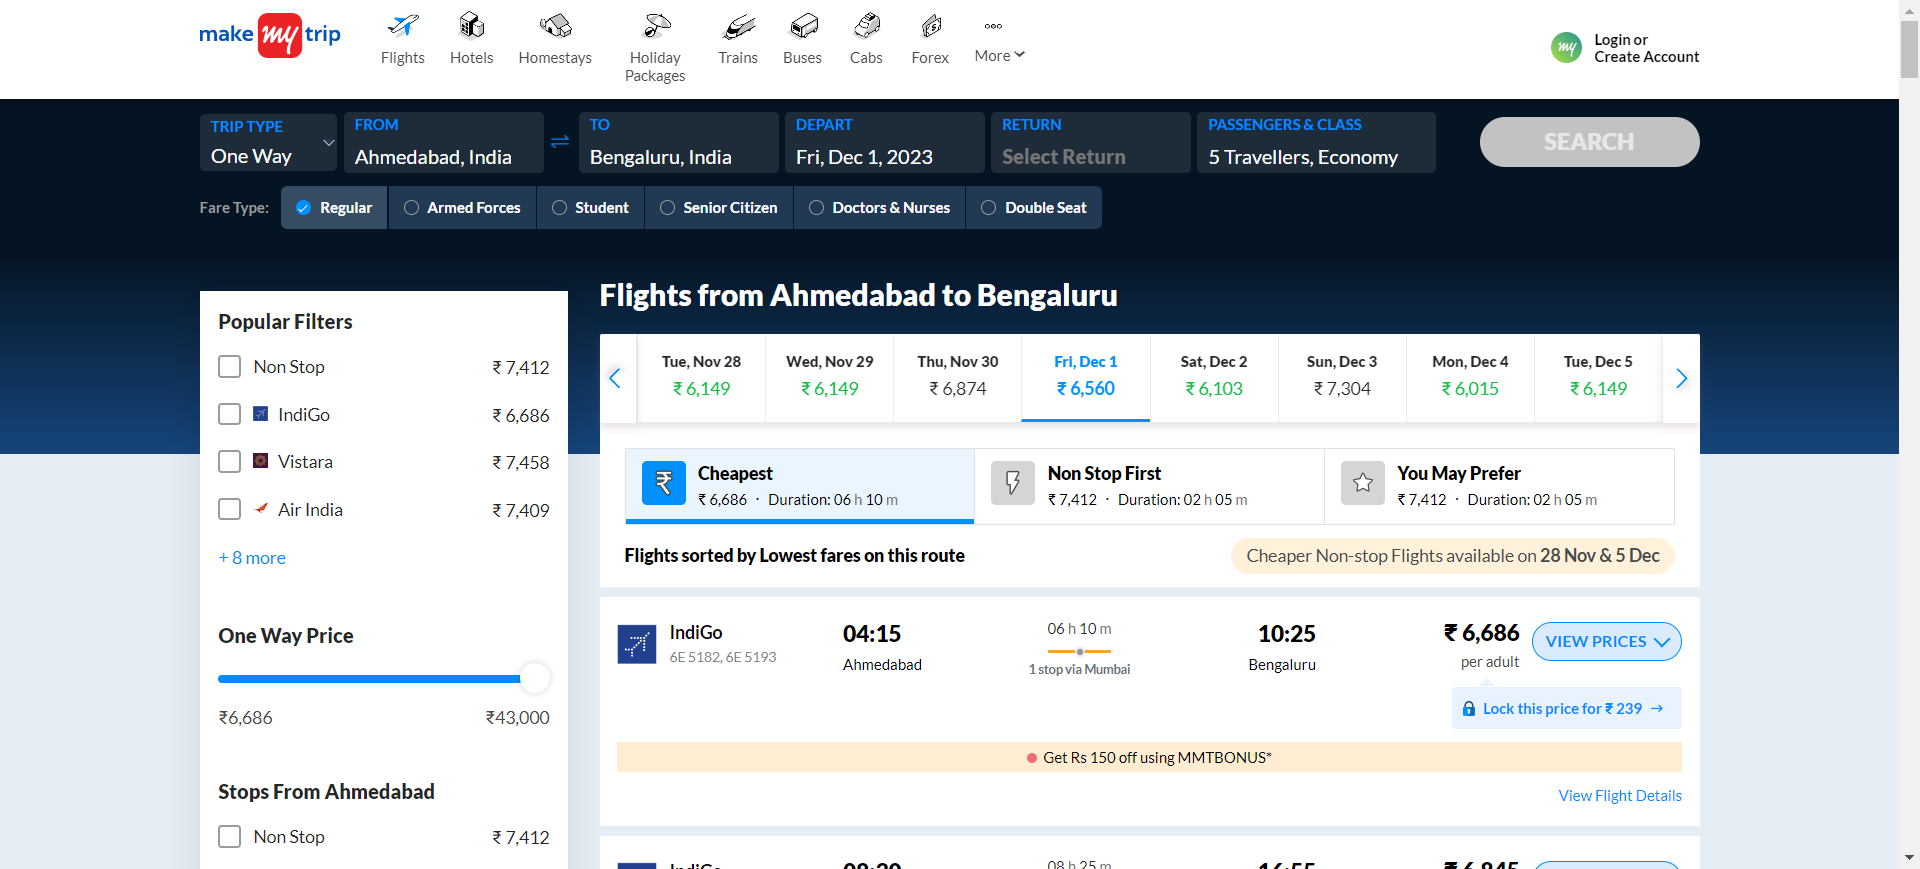 make my trip
Flights
Hotels
Homestays
Holiday
Packages
Trains
Buses
Cabs
Forex
More
my
Login or
Create Account
TRIP TYPE
One Way
FROM
Ahmedabad, India
TO
Bengaluru, India
DEPART
Fri, Dec 1, 2023
RETURN
Select Return
PASSENGERS & CLASS
5 Travellers, Economy
SEARCH
Fare Type:
Regular
Armed Forces
Student
Senior Citizen
Doctors & Nurses
Double Seat
Popular Filters
Non Stop ₹ 7,412
IndiGo ₹ 6,686
Vistara ₹ 7,458
Air India ₹ 7,409
+ 8 more
One Way Price
₹6,686 ₹43,000
Stops From Ahmedabad
Non Stop ₹ 7,412
Flights from Ahmedabad to Bengaluru
Tue, Nov 28
₹ 6,149
Wed, Nov 29
₹ 6,149
Thu, Nov 30
₹ 6,874
Fri, Dec 1
₹ 6,560
Sat, Dec 2
₹ 6,103
Sun, Dec 3
₹ 7,304
Mon, Dec 4
₹ 6,015
Tue, Dec 5
₹ 6,149
Cheapest
₹ 6,686 · Duration: 06 h 10 m
Non Stop First
₹ 7,412 · Duration: 02 h 05 m
You May Prefer
₹ 7,412 · Duration: 02 h 05 m
Flights sorted by Lowest fares on this route
Cheaper Non-stop Flights available on 28 Nov & 5 Dec
IndiGo
6E 5182, 6E 5193
04:15
Ahmedabad
06 h 10 m
1 stop via Mumbai
10:25
Bengaluru
₹ 6,686
per adult
VIEW PRICES
Lock this price for ₹ 239 →
Get Rs 150 off using MMTBONUS*
View Flight Details
IndiGo
08 h 25 m
16:55
₹ 6,845